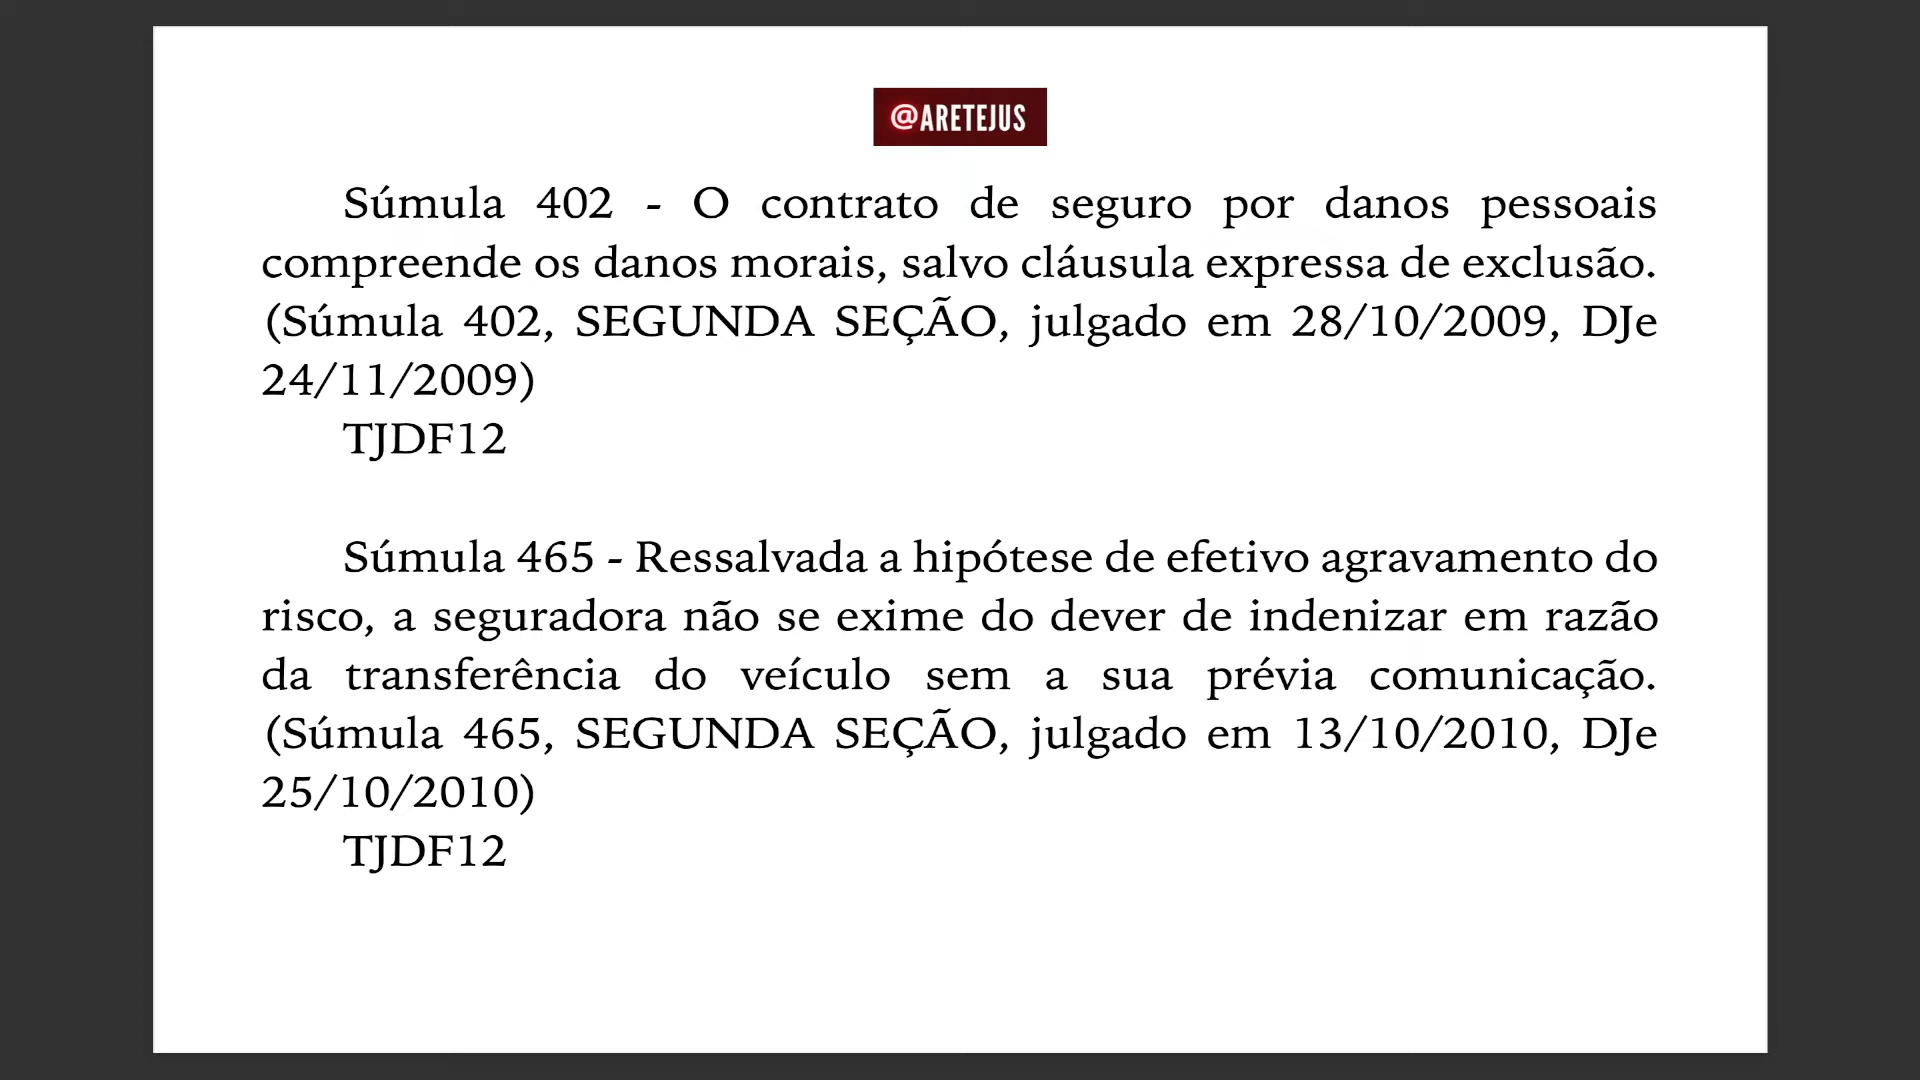 @ARETEJUS
Súmula 402 - O contrato de seguro por danos pessoais
compreende os danos morais, salvo cláusula expressa de exclusão.
(Súmula 402, SEGUNDA SEÇÃO, julgado em 28/10/2009, DJe
24/11/2009)
TJDF12
Súmula 465 - Ressalvada a hipótese de efetivo agravamento do
risco, a seguradora não se exime do dever de indenizar em razão
da transferência do veículo sem a sua prévia comunicação.
(Súmula 465, SEGUNDA SEÇÃO, julgado em 13/10/2010, DJe
25/10/2010)
TJDF12